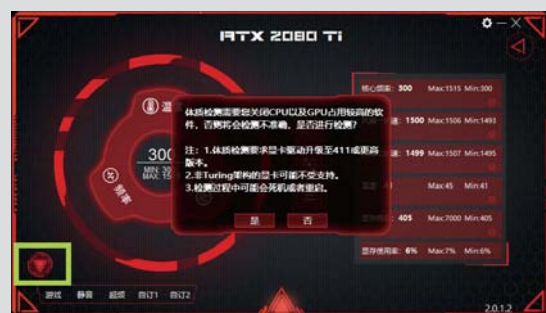 RTX 2080 Ti
核心频率: 300 Max:1515 Min:300
1500 Max:1506 Min:1493
1499 Max:1507 Min:1495
Max:45 Min:41
405 Max:7000 Min:405
显存使用率: 6% Max:7% Min:6%
温
300
MIN: 30
MAX: 15
频率
体质检测需要您关闭CPU以及GPU占用较高的软
件，否则将会检测不准确，是否进行检测?
注：1.体质检测要求显卡驱动升级至411或更高
版本。
2.非Turing架构的显卡可能不受支持。
3.检测过程中可能会死机或者重启。
是 否
游戏 静音 超频 自订1 自订2
2.0.1.2